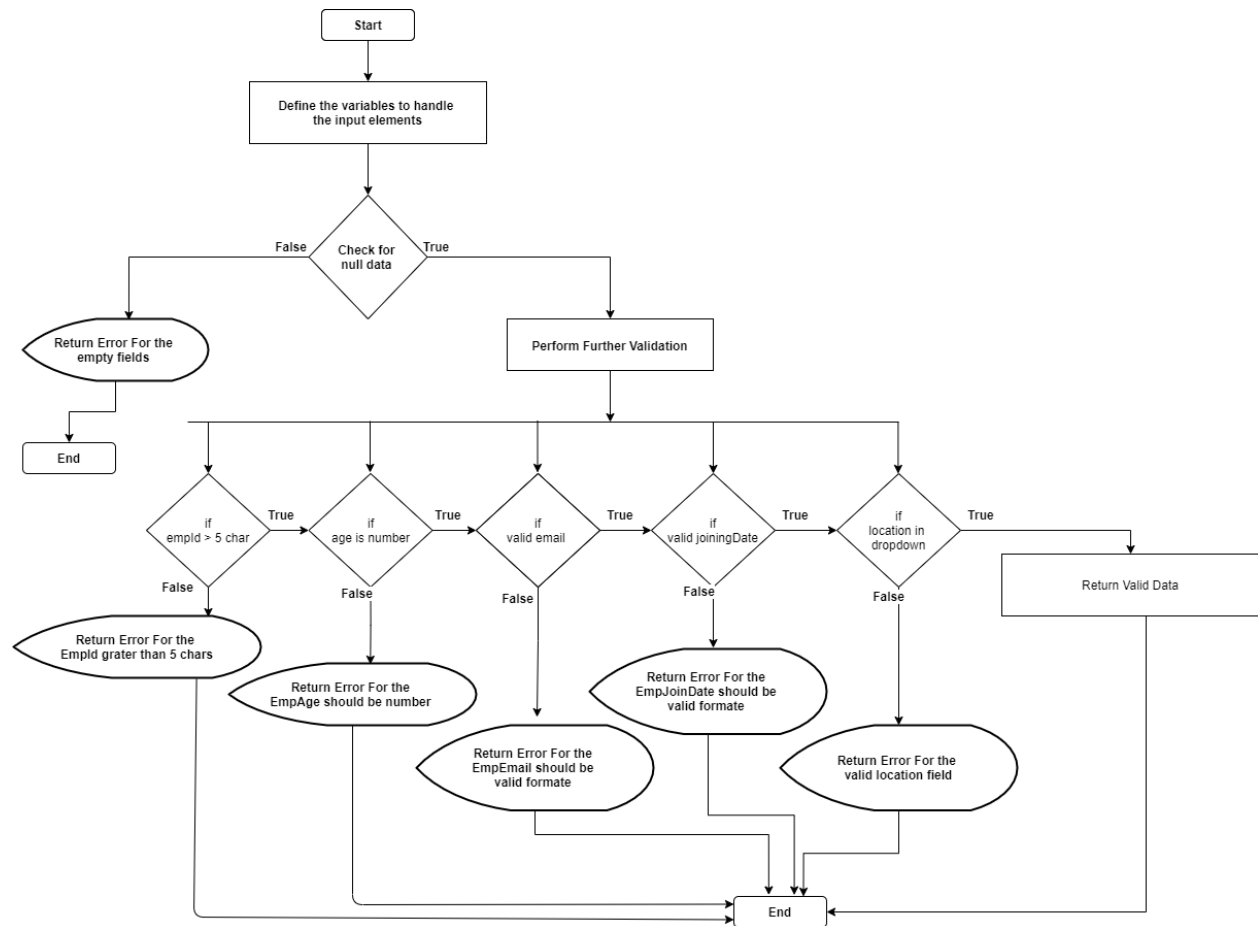 Start
Define the variables to handle
the input elements
False
Check for
null data
True
Return Error For the
empty fields
Perform Further Validation
End
if
empId > 5 char
True
if
age is number
True
if
valid email
True
if
valid joiningDate
True
if
location in
dropdown
True
Return Valid Data
False
False
False
False
False
Return Error For the
EmpId grater than 5 chars
Return Error For the
EmpAge should be number
Return Error For the
EmpEmail should be
valid formate
Return Error For the
EmpJoinDate should be
valid formate
Return Error For the
valid location field
End